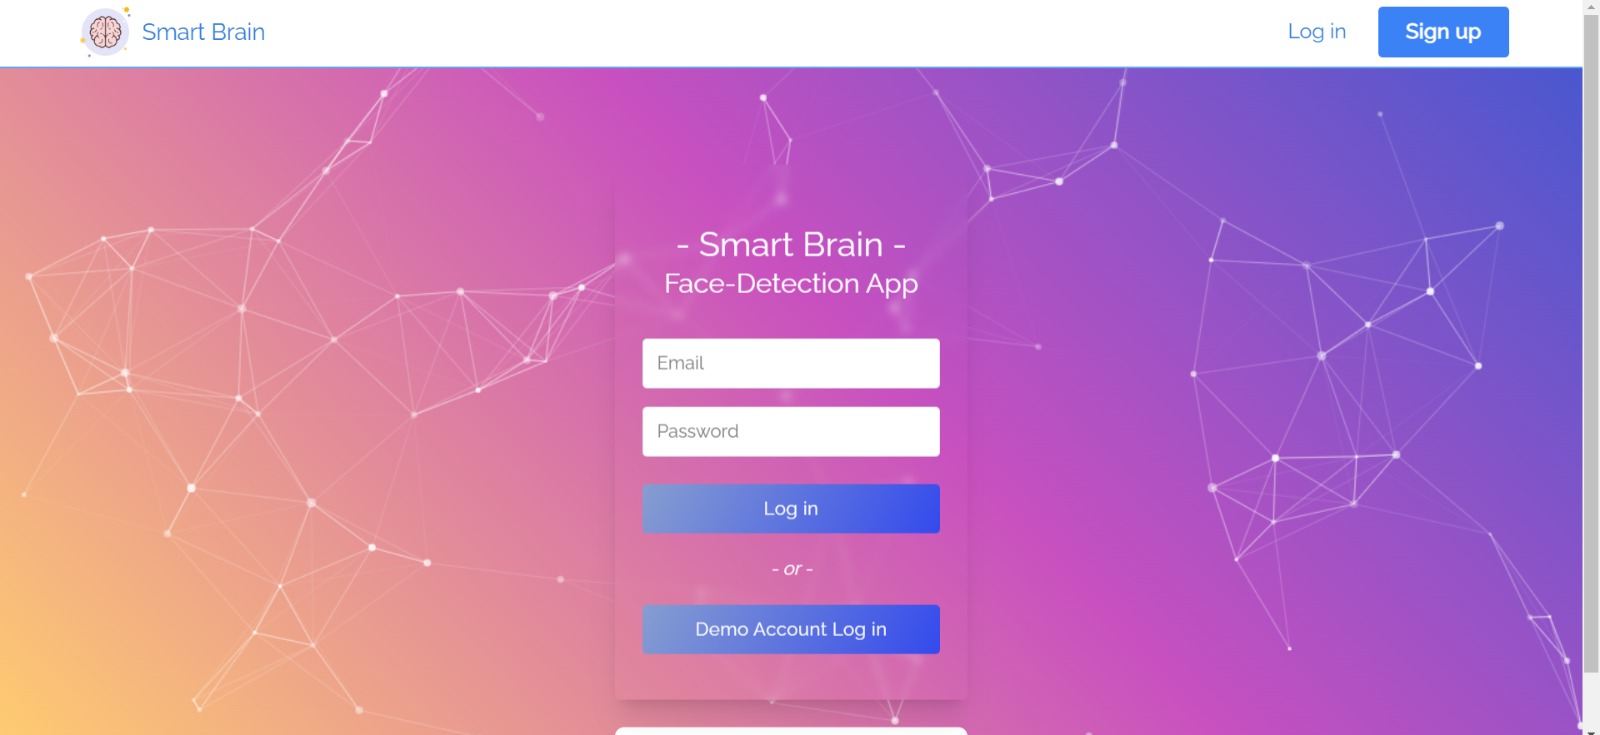 Smart Brain
Log in
Sign up
- Smart Brain -
Face-Detection App
Email
Password
Log in
- or -
Demo Account Log in